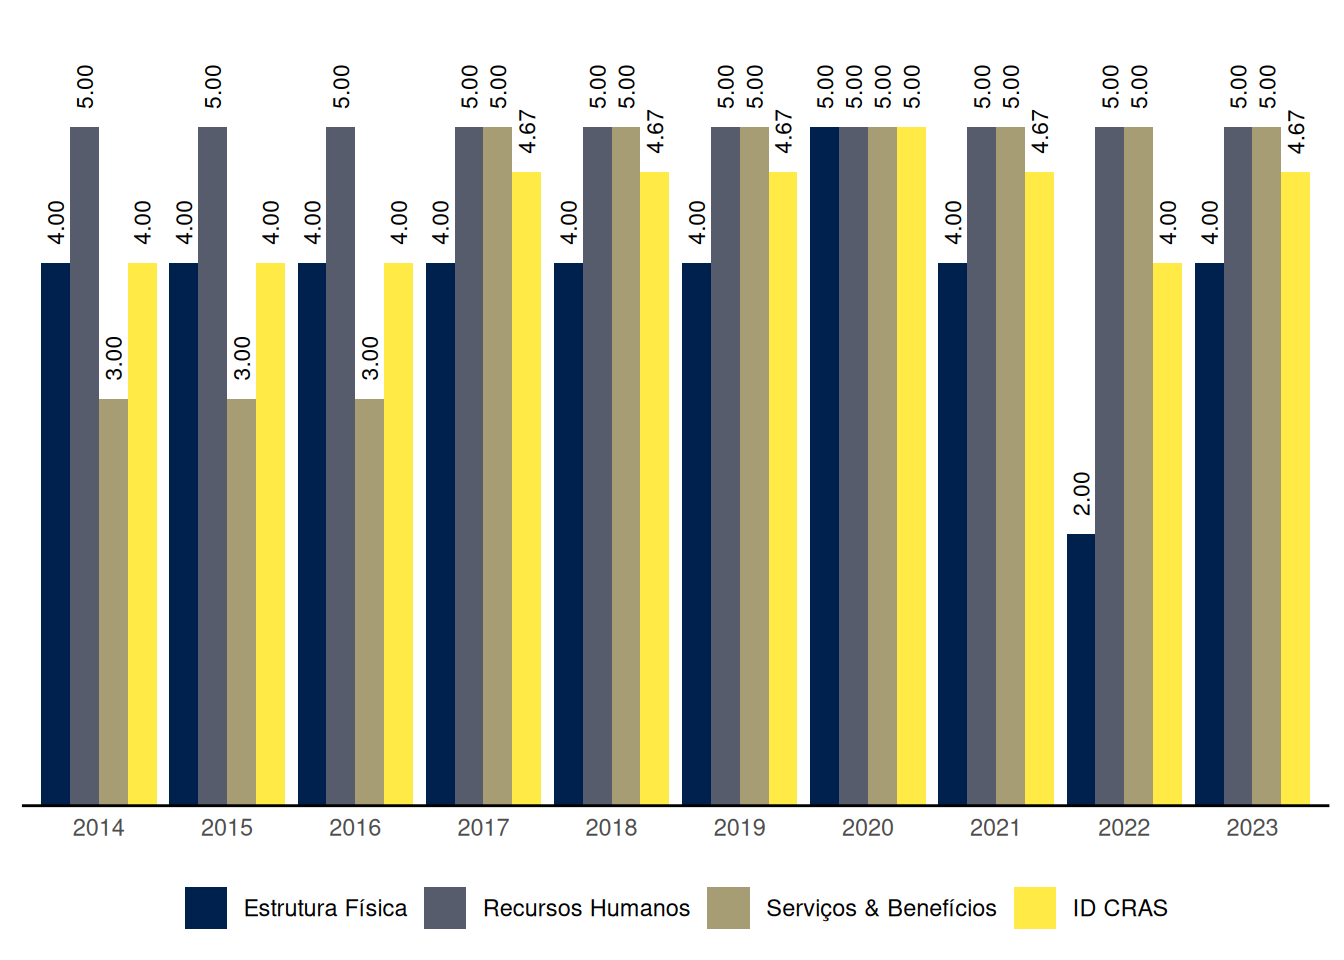 5.00 5.00 5.00 5.00 5.00 5.00 5.00 5.00 5.00 5.00 5.00 5.00 5.00 5.00 5.00 5.00 5.00 5.00 5.00
4.67 4.67 4.67 4.67 4.67
4.00 4.00 4.00 4.00 4.00 4.00 4.00 4.00 4.00 4.00 4.00 4.00
3.00 3.00 3.00
2.00
2014 2015 2016 2017 2018 2019 2020 2021 2022 2023
Estrutura Física Recursos Humanos Serviços & Benefícios ID CRAS